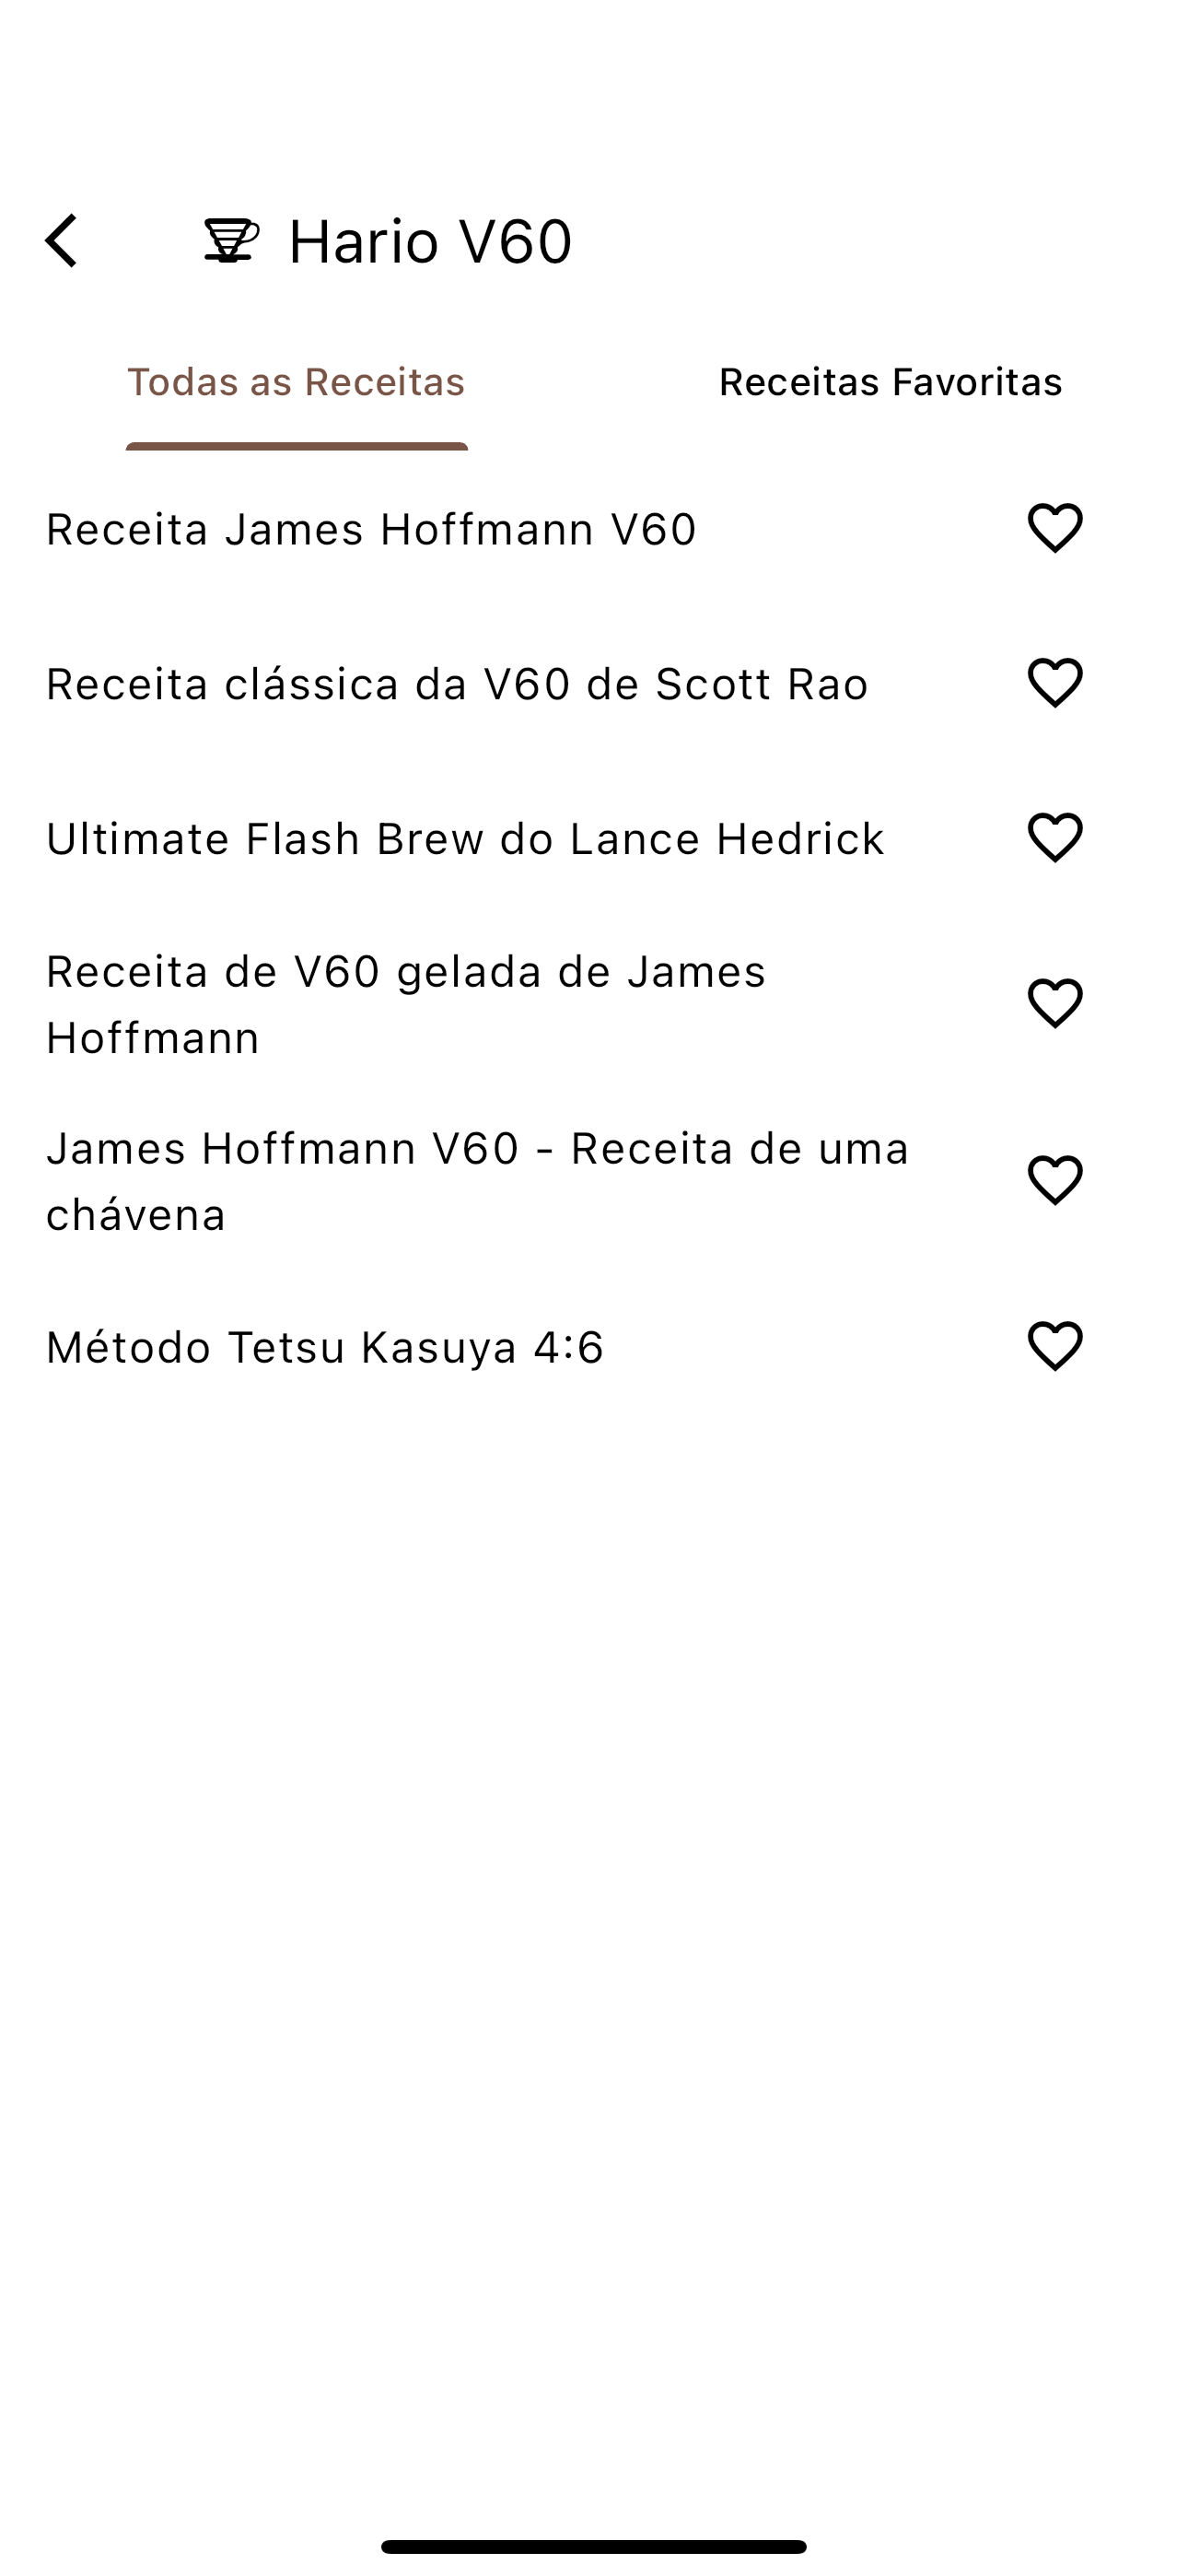 Hario V60
Todas as Receitas
Receitas Favoritas
Receita James Hoffmann V60
Receita clássica da V60 de Scott Rao
Ultimate Flash Brew do Lance Hedrick
Receita de V60 gelada de James
Hoffmann
James Hoffmann V60 - Receita de uma
chávena
Método Tetsu Kasuya 4:6